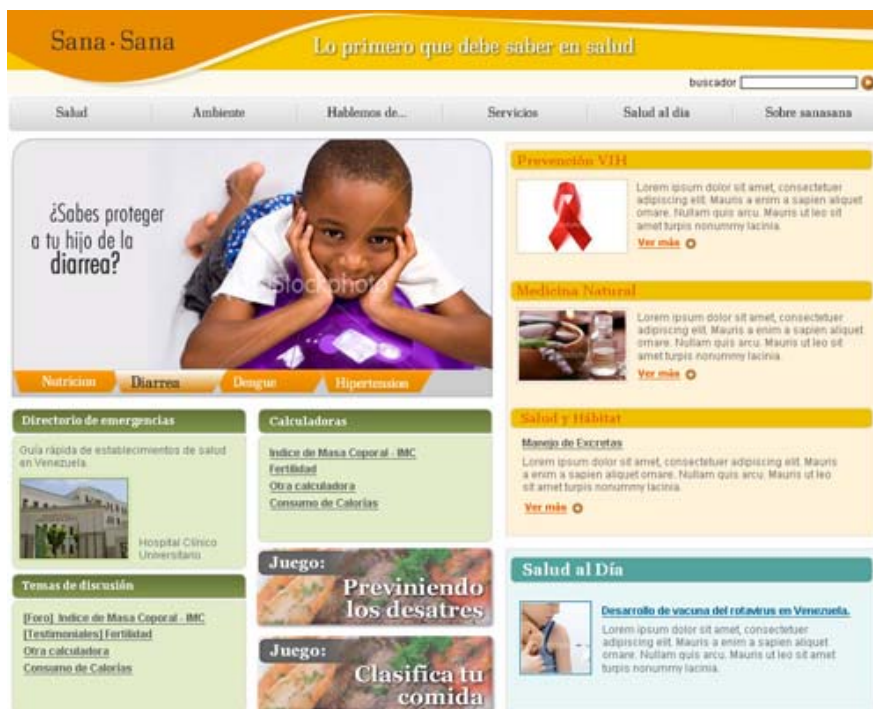 Sana·Sana
Lo primero que debe saber en salud
buscador
Salud
Ambiente
Hablemos de...
Servicios
Salud al día
Sobre sanasana
¿Sabes proteger
a tu hijo de la
diarrea?
iStockphoto
Nutricion
Diarrea
Dengue
Hipertension
Directorio de emergencias
Guía rápida de establecimientos de salud
en Venezuela.
Hospital Clínico
Universitario
Temas de discusión
[Foro] Indice de Masa Coporal - IMC
[Testimoniales] Fertilidad
Otra calculadora
Consumo de Calorías
Calculadoras
Indice de Masa Coporal - IMC
Fertilidad
Otra calculadora
Consumo de Calorías
Juego:
Previniendo
los desatres
Juego:
Clasifica tu
comida
Prevención VIH
Lorem ipsum dolor sit amet, consectetuer
adipiscing elit. Mauris a enim a sapien aliquet
ornare. Nullam quis arcu. Mauris ut leo sit
amet turpis nonummy lacinia.
Ver más
Medicina Natural
Lorem ipsum dolor sit amet, consectetuer
adipiscing elit. Mauris a enim a sapien aliquet
ornare. Nullam quis arcu. Mauris ut leo sit
amet turpis nonummy lacinia.
Ver más
Salud y Hábitat
Manejo de Excretas
Lorem ipsum dolor sit amet, consectetuer adipiscing elit. Mauris
a enim a sapien aliquet ornare. Nullam quis arcu. Mauris ut leo
sit amet turpis nonummy lacinia.
Ver más
Salud al Día
Desarrollo de vacuna del rotavirus en Venezuela.
Lorem ipsum dolor sit amet, consectetuer
adipiscing elit. Mauris a enim a sapien aliquet
ornare. Nullam quis arcu. Mauris ut leo sit amet
turpis nonummy lacinia.